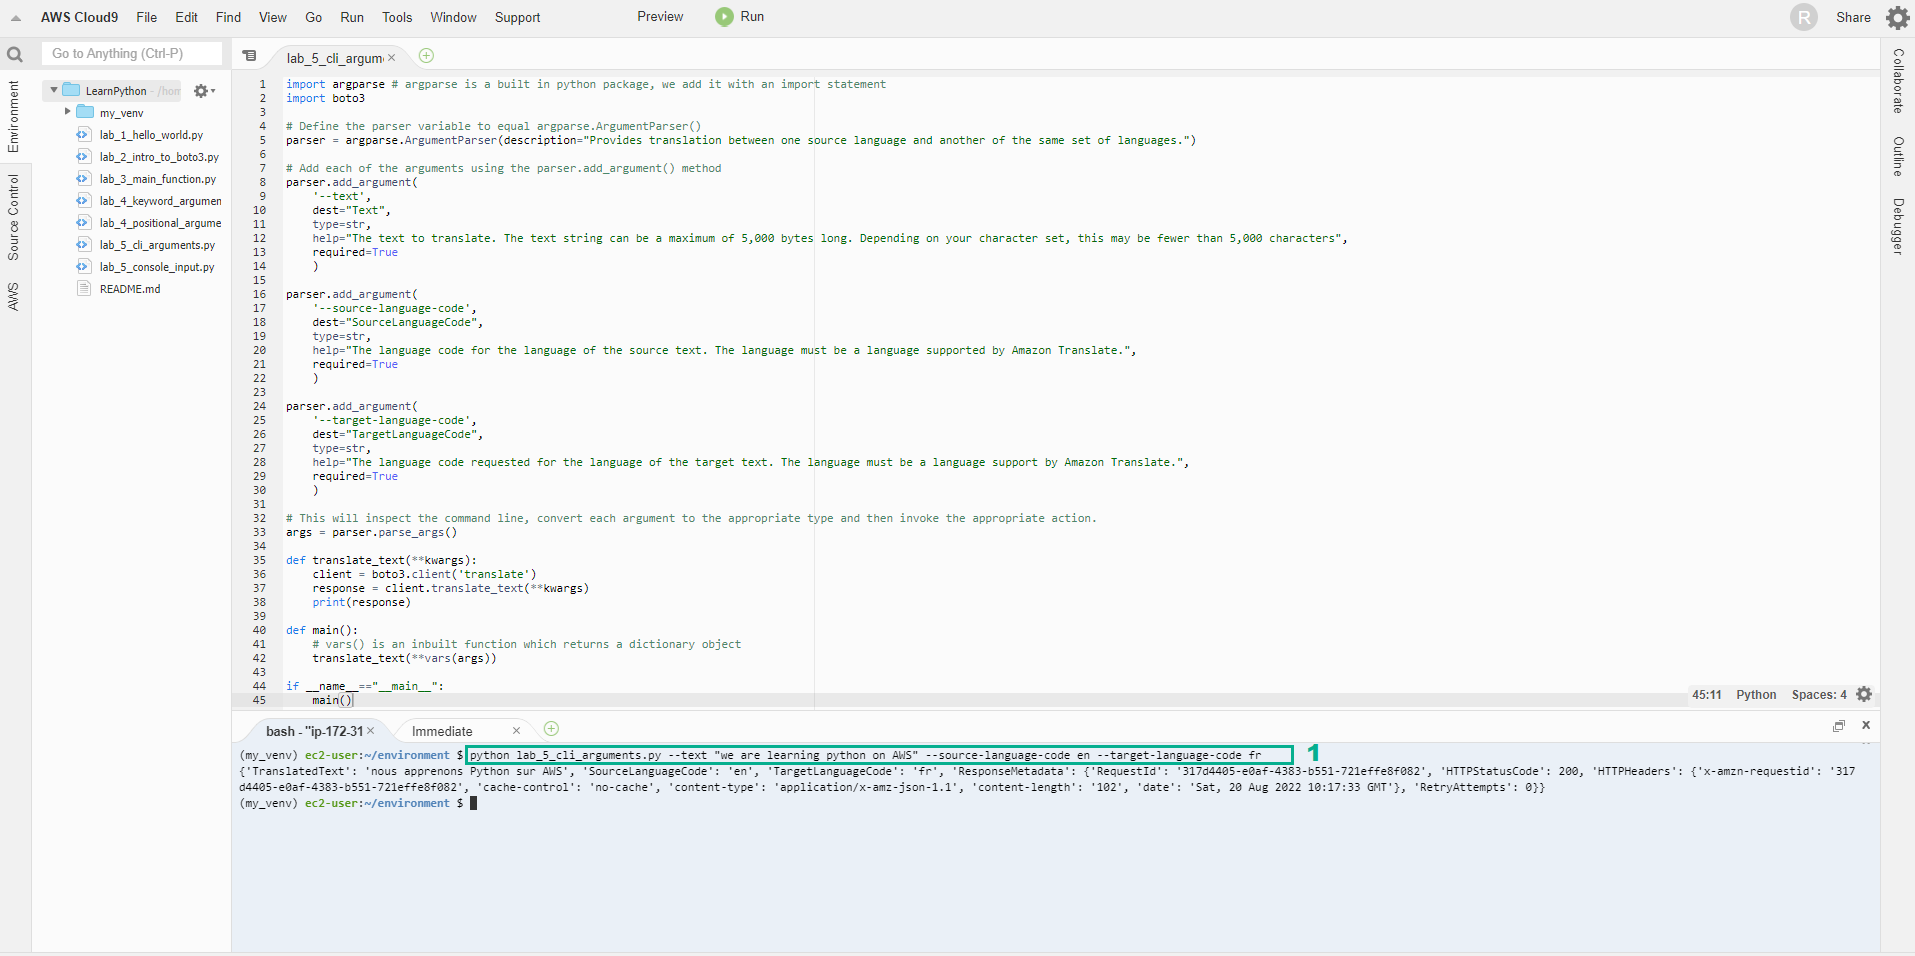 AWS Cloud9 File Edit Find View Go Run Tools Window Support Preview Run R Share
Go to Anything (Ctrl-P)
Environment
Source Control
AWS
LearnPython - /hom
my_venv
lab_1_hello_world.py
lab_2_intro_to_boto3.py
lab_3_main_function.py
lab_4_keyword_argumen
lab_4_positional_argume
lab_5_cli_arguments.py
lab_5_console_input.py
README.md
lab_5_cli_argum
1 import argparse # argparse is a built in python package, we add it with an import statement
2 import boto3
3
4 # Define the parser variable to equal argparse.ArgumentParser()
5 parser = argparse.ArgumentParser(description="Provides translation between one source language and another of the same set of languages.")
6
7 # Add each of the arguments using the parser.add_argument() method
8 parser.add_argument(
9 '--text',
10 dest="Text",
11 type=str,
12 help="The text to translate. The text string can be a maximum of 5,000 bytes long. Depending on your character set, this may be fewer than 5,000 characters",
13 required=True
14 )
15
16 parser.add_argument(
17 '--source-language-code',
18 dest="SourceLanguageCode",
19 type=str,
20 help="The language code for the language of the source text. The language must be a language supported by Amazon Translate.",
21 required=True
22 )
23
24 parser.add_argument(
25 '--target-language-code',
26 dest="TargetLanguageCode",
27 type=str,
28 help="The language code requested for the language of the target text. The language must be a language support by Amazon Translate.",
29 required=True
30 )
31
32 # This will inspect the command line, convert each argument to the appropriate type and then invoke the appropriate action.
33 args = parser.parse_args()
34
35 def translate_text(**kwargs):
36 client = boto3.client('translate')
37 response = client.translate_text(**kwargs)
38 print(response)
39
40 def main():
41 # vars() is an inbuilt function which returns a dictionary object
42 translate_text(**vars(args))
43
44 if __name__=="__main__":
45 main()
45:11 Python Spaces: 4
Collaborate
Outline
Debugger
bash - "ip-172-31 Immediate
(my_venv) ec2-user:~/environment $ python lab_5_cli_arguments.py --text "we are learning python on AWS" --source-language-code en --target-language-code fr 1
{'TranslatedText': 'nous apprenons Python sur AWS', 'SourceLanguageCode': 'en', 'TargetLanguageCode': 'fr', 'ResponseMetadata': {'RequestId': '317d4405-e0af-4383-b551-721effe8f082', 'HTTPStatusCode': 200, 'HTTPHeaders': {'x-amzn-requestid': '317
d4405-e0af-4383-b551-721effe8f082', 'cache-control': 'no-cache', 'content-type': 'application/x-amz-json-1.1', 'content-length': '102', 'date': 'Sat, 20 Aug 2022 10:17:33 GMT'}, 'RetryAttempts': 0}}
(my_venv) ec2-user:~/environment $